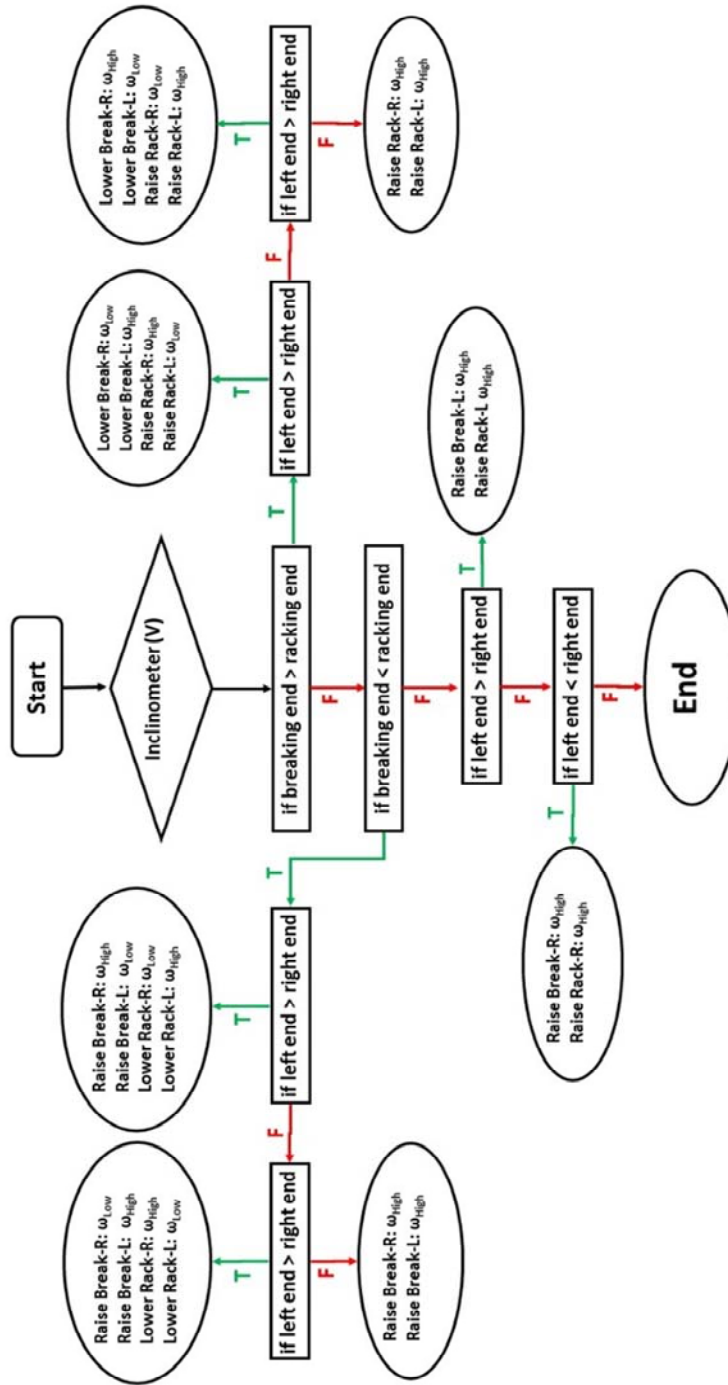 Start
Inclinometer (V)
Raise Break-R: ωLow
Raise Break-L: ωHigh
Lower Rack-R: ωHigh
Lower Rack-L: ωLow
Raise Break-R: ωHigh
Raise Break-L: ωLow
Lower Rack-R: ωLow
Lower Rack-L: ωHigh
Lower Break-R: ωLow
Lower Break-L: ωHigh
Raise Rack-R: ωHigh
Raise Rack-L: ωLow
Lower Break-R: ωHigh
Lower Break-L: ωLow
Raise Rack-R: ωLow
Raise Rack-L: ωHigh
T
T
T
T
if left end > right end
F
if left end > right end
T
if breaking end > racking end
T
if left end > right end
F
if left end > right end
F
F
F
Raise Break-R: ωHigh
Raise Break-L: ωHigh
if breaking end < racking end
Raise Rack-R: ωHigh
Raise Rack-L: ωHigh
F
if left end > right end
T
Raise Break-L: ωHigh
Raise Rack-L ωHigh
F
Raise Break-R: ωHigh
Raise Rack-R: ωHigh
T
if left end < right end
F
End